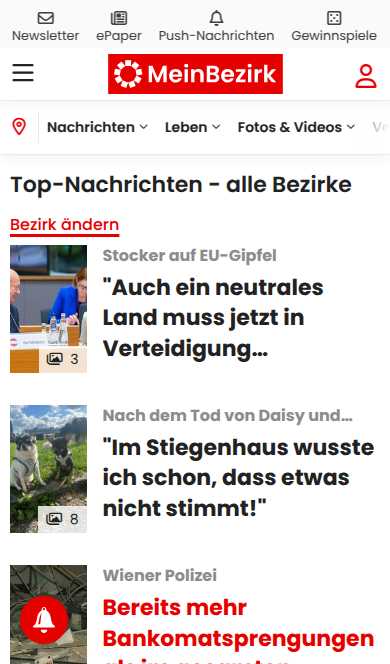 Newsletter
ePaper
Push-Nachrichten
Gewinnspiele
MeinBezirk
Nachrichten
Leben
Fotos & Videos
Top-Nachrichten - alle Bezirke
Bezirk ändern
Stocker auf EU-Gipfel
"Auch ein neutrales
Land muss jetzt in
Verteidigung...
3
Nach dem Tod von Daisy und...
"Im Stiegenhaus wusste
ich schon, dass etwas
nicht stimmt!"
8
Wiener Polizei
Bereits mehr
Bankomatsprengungen